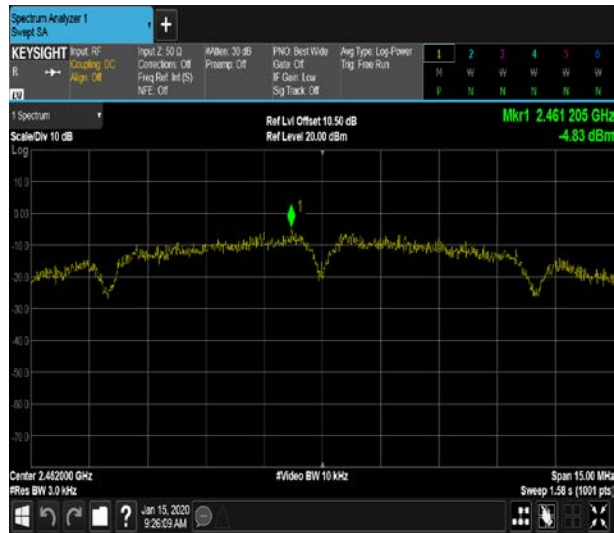 Spectrum Analyzer 1
Swept SA
+
KEYSIGHT Input: RF Input Z: 50 Ω #Atten: 30 dB PNO: Best Wide Avg Type: Log-Power 1 2 3 4 5 6
R Coupling: DC Corrections: Off Preamp: Off Gate: Off Trig: Free Run M W W W W W
Align: Off Freq Ref: Int (S) IF Gain: Low P N N N N N
NFE: Off Sig Track: Off
1 Spectrum
Ref Lvl Offset 10.50 dB Mkr1 2.461 205 GHz
Scale/Div 10 dB Ref Level 20.00 dBm -4.83 dBm
Log
10.0
1
0.00
-10.0
-20.0
-30.0
-40.0
-50.0
-60.0
-70.0
Center 2.462000 GHz #Video BW 10 kHz Span 15.00 MHz
#Res BW 3.0 kHz Sweep 1.58 s (1001 pts)
? Jan 15, 2020
9:26:09 AM